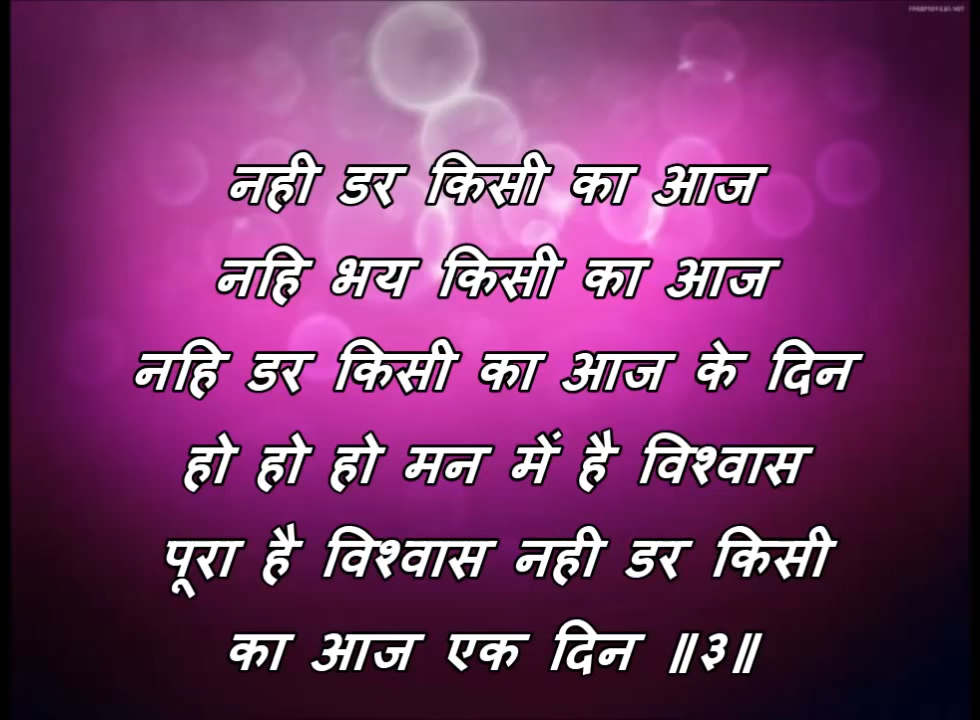 नही डर किसी का आज
नहि भय किसी का आज
नहि डर किसी का आज के दिन
हो हो हो मन में है विश्वास
पूरा है विश्वास नही डर किसी
का आज एक दिन ॥३॥